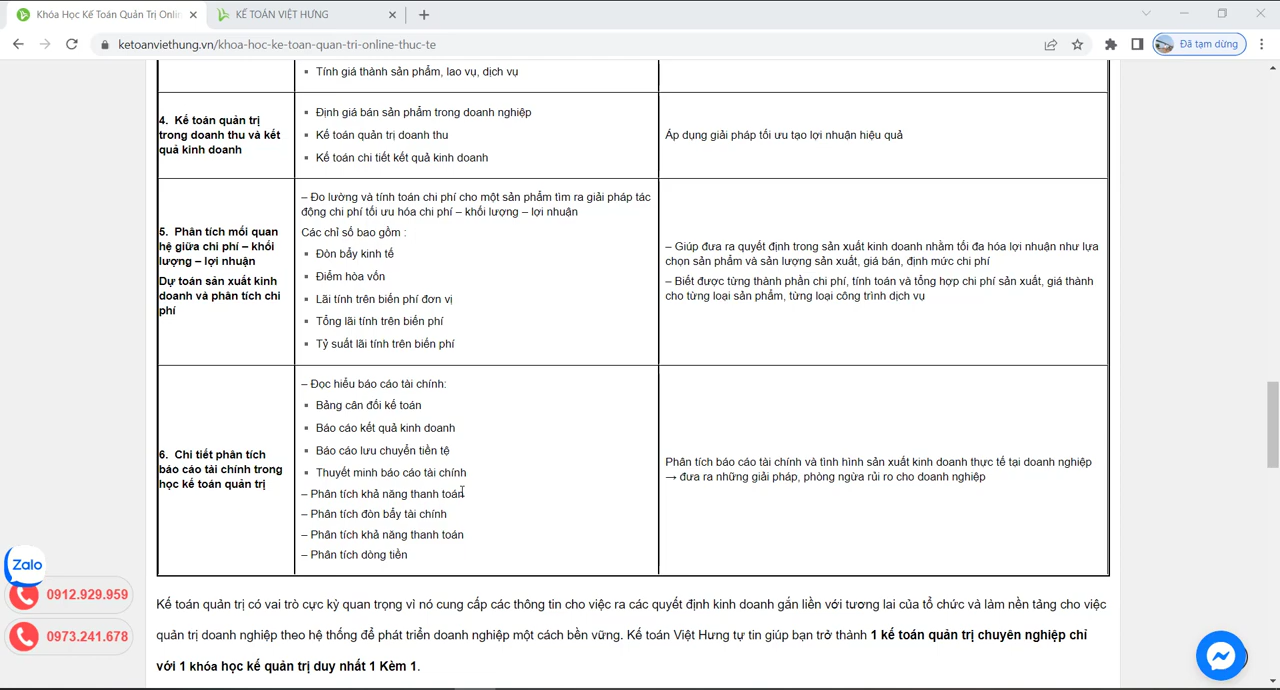 Khóa Học Kế Toán Quản Trị Onlin
KẾ TOÁN VIỆT HƯNG
ketoanviethung.vn/khoa-hoc-ke-toan-quan-tri-online-thuc-te
Đã tạm dừng
Tính giá thành sản phẩm, lao vụ, dịch vụ
4. Kế toán quản trị
trong doanh thu và kết
quả kinh doanh
Định giá bán sản phẩm trong doanh nghiệp
Kế toán quản trị doanh thu
Kế toán chi tiết kết quả kinh doanh
Áp dụng giải pháp tối ưu tạo lợi nhuận hiệu quả
5. Phân tích mối quan
hệ giữa chi phí – khối
lượng – lợi nhuận
Dự toán sản xuất kinh
doanh và phân tích chi
phí
– Đo lường và tính toán chi phí cho một sản phẩm tìm ra giải pháp tác
động chi phí tối ưu hóa chi phí – khối lượng – lợi nhuận
Các chỉ số bao gồm :
Đòn bẩy kinh tế
Điểm hòa vốn
Lãi tính trên biến phí đơn vị
Tổng lãi tính trên biến phí
Tỷ suất lãi tính trên biến phí
– Giúp đưa ra quyết định trong sản xuất kinh doanh nhằm tối đa hóa lợi nhuận như lựa
chọn sản phẩm và sản lượng sản xuất, giá bán, định mức chi phí
– Biết được từng thành phần chi phí, tính toán và tổng hợp chi phí sản xuất, giá thành
cho từng loại sản phẩm, từng loại công trình dịch vụ
6. Chi tiết phân tích
báo cáo tài chính trong
học kế toán quản trị
– Đọc hiểu báo cáo tài chính:
Bảng cân đối kế toán
Báo cáo kết quả kinh doanh
Báo cáo lưu chuyển tiền tệ
Thuyết minh báo cáo tài chính
– Phân tích khả năng thanh toán
– Phân tích đòn bẩy tài chính
– Phân tích khả năng thanh toán
– Phân tích dòng tiền
Phân tích báo cáo tài chính và tình hình sản xuất kinh doanh thực tế tại doanh nghiệp
→ đưa ra những giải pháp, phòng ngừa rủi ro cho doanh nghiệp
Zalo
0912.929.959
0973.241.678
Kế toán quản trị có vai trò cực kỳ quan trọng vì nó cung cấp các thông tin cho việc ra các quyết định kinh doanh gắn liền với tương lai của tổ chức và làm nền tảng cho việc
quản trị doanh nghiệp theo hệ thống để phát triển doanh nghiệp một cách bền vững. Kế toán Việt Hưng tự tin giúp bạn trở thành 1 kế toán quản trị chuyên nghiệp chỉ
với 1 khóa học kế quản trị duy nhất 1 Kèm 1.